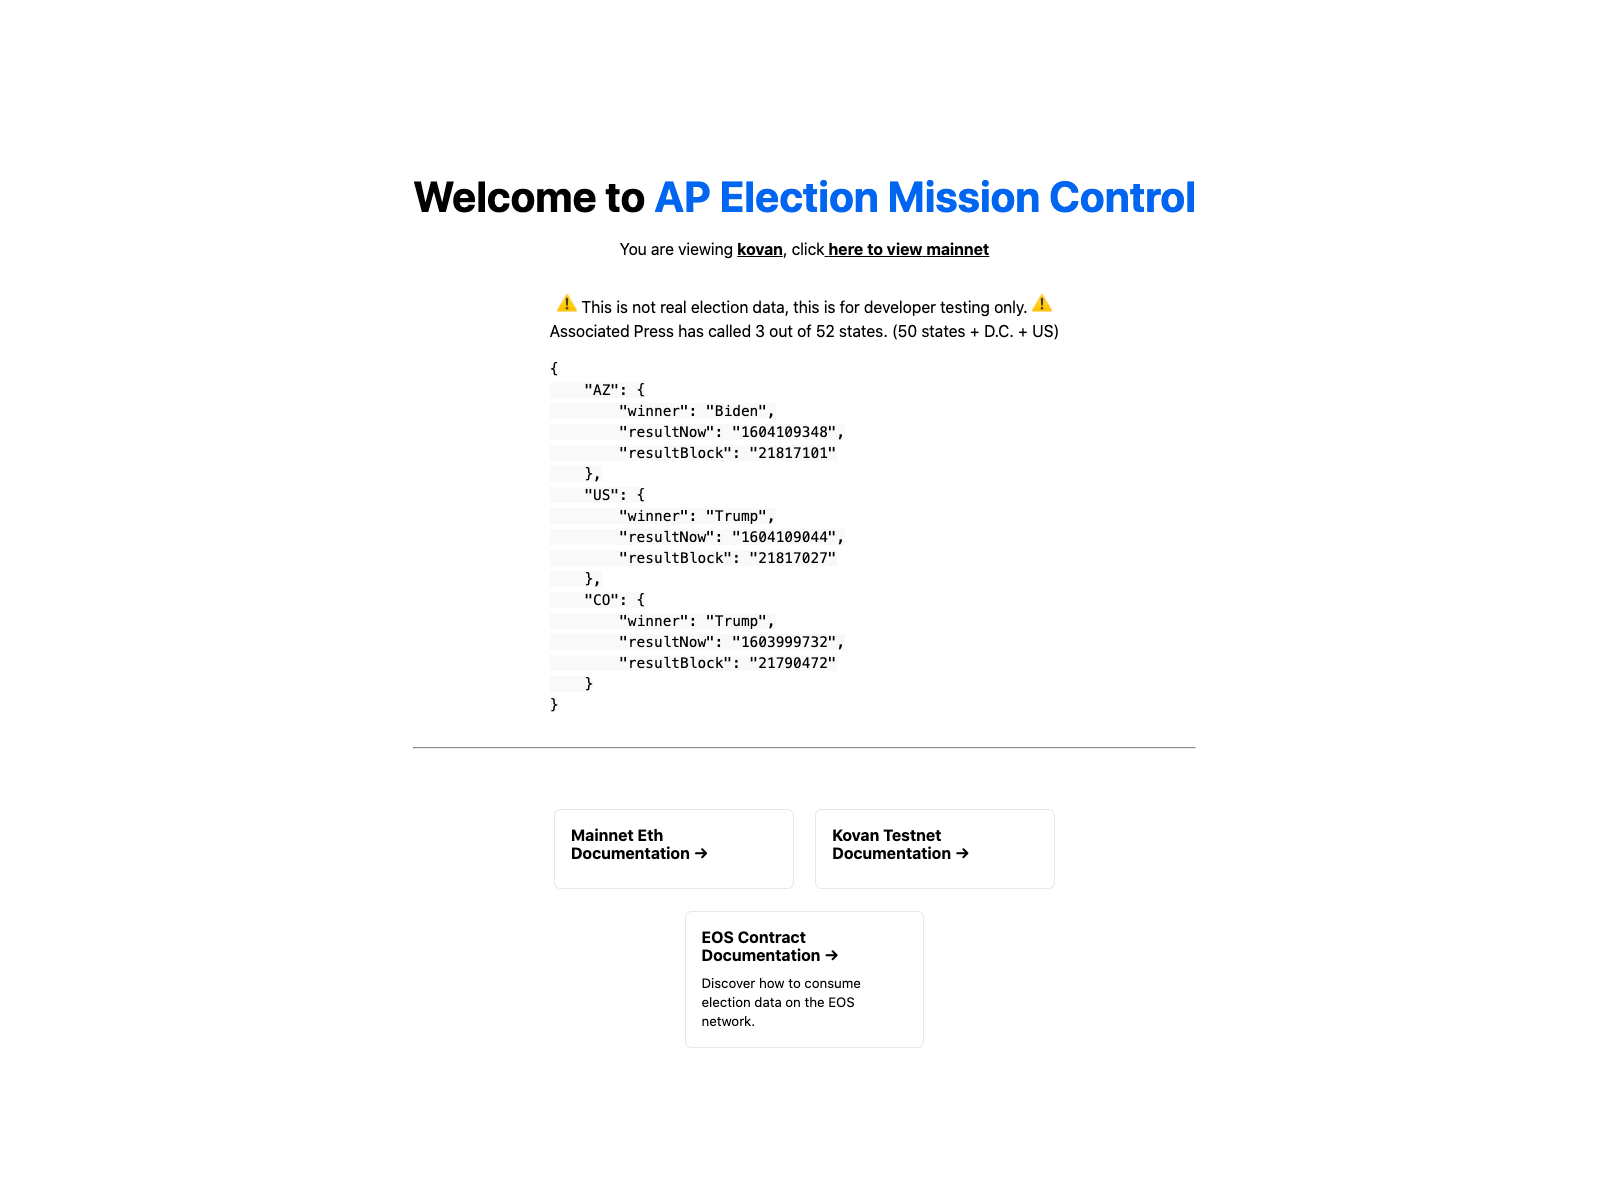 Welcome to AP Election Mission Control
You are viewing kovan, click here to view mainnet
⚠️ This is not real election data, this is for developer testing only. ⚠️
Associated Press has called 3 out of 52 states. (50 states + D.C. + US)
{
    "AZ": {
        "winner": "Biden",
        "resultNow": "1604109348",
        "resultBlock": "21817101"
    },
    "US": {
        "winner": "Trump",
        "resultNow": "1604109044",
        "resultBlock": "21817027"
    },
    "CO": {
        "winner": "Trump",
        "resultNow": "1603999732",
        "resultBlock": "21790472"
    }
}
Mainnet Eth
Documentation →
Kovan Testnet
Documentation →
EOS Contract
Documentation →
Discover how to consume
election data on the EOS
network.